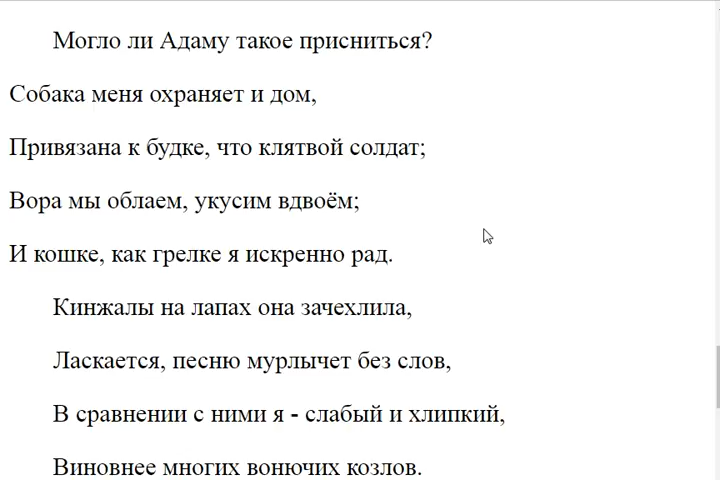 Могло ли Адаму такое присниться?
Собака меня охраняет и дом,
Привязана к будке, что клятвой солдат;
Вора мы облаем, укусим вдвоём;
И кошке, как грелке я искренно рад.
Кинжалы на лапах она зачехлила,
Ласкается, песню мурлычет без слов,
В сравнении с ними я - слабый и хлипкий,
Виновнее многих вонючих козлов.